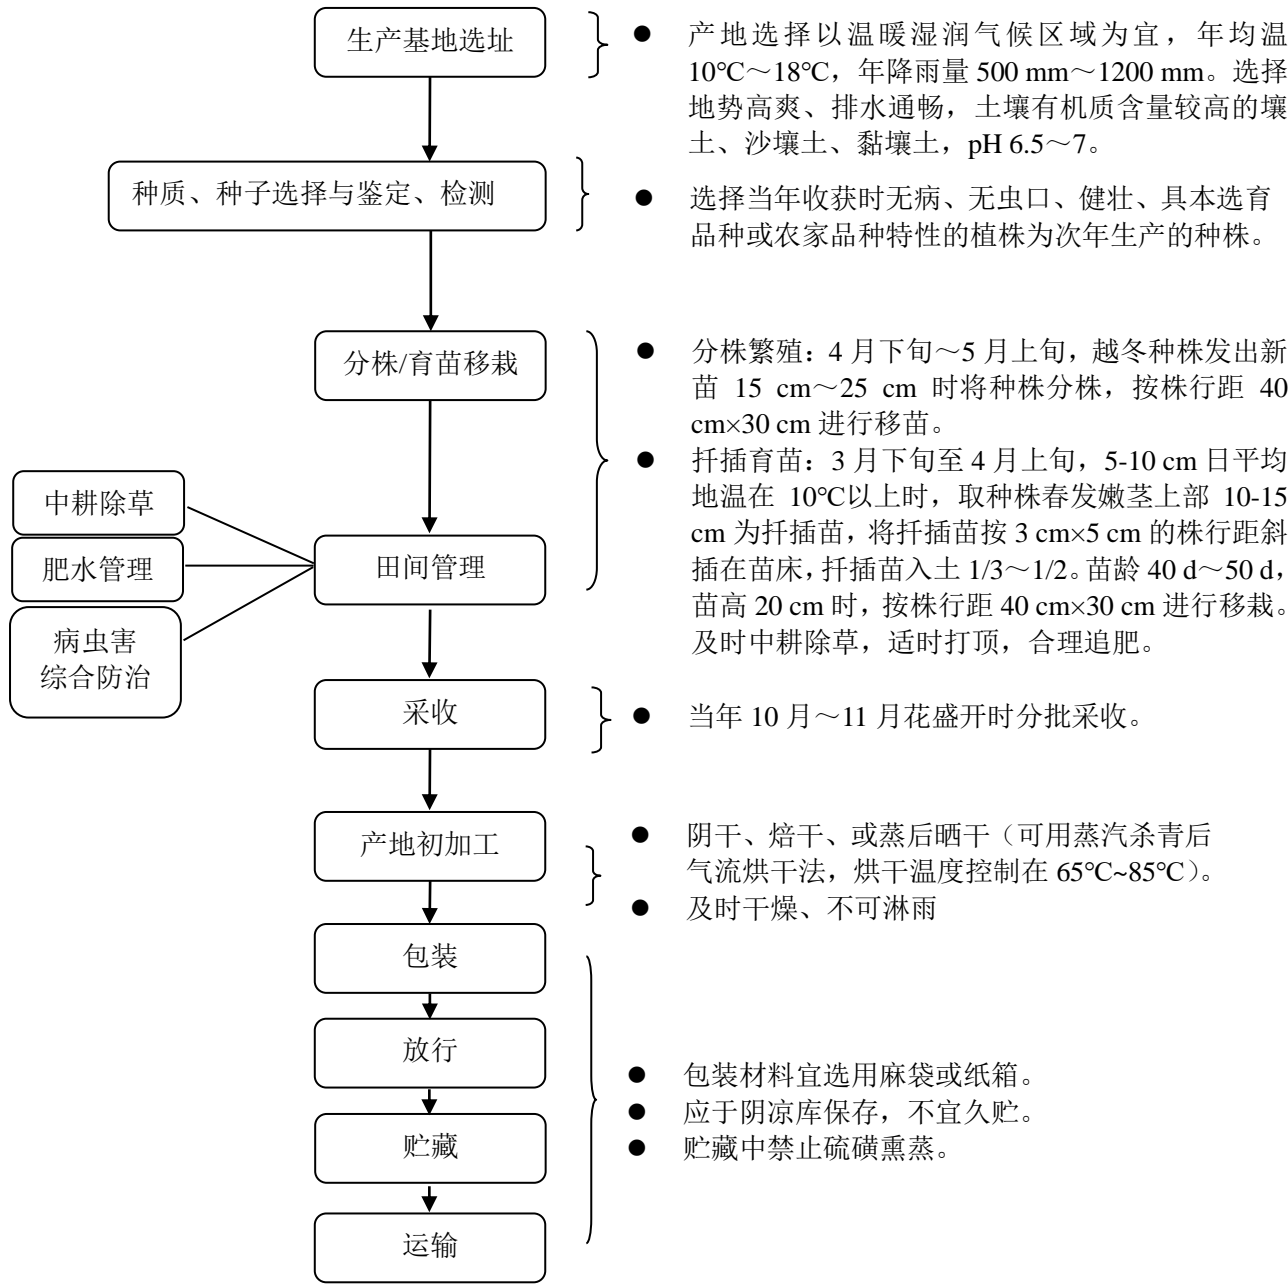 生产基地选址
● 产地选择以温暖湿润气候区域为宜，年均温
10℃～18℃，年降雨量 500 mm～1200 mm。选择
地势高爽、排水通畅，土壤有机质含量较高的壤
土、沙壤土、黏壤土，pH 6.5～7。
种质、种子选择与鉴定、检测
● 选择当年收获时无病、无虫口、健壮、具本选育
品种或农家品种特性的植株为次年生产的种株。
分株/育苗移栽
● 分株繁殖：4 月下旬～5 月上旬，越冬种株发出新
苗 15 cm～25 cm 时将种株分株，按株行距 40
cm×30 cm 进行移苗。
● 扦插育苗：3 月下旬至 4 月上旬，5-10 cm 日平均
地温在 10℃以上时，取种株春发嫩茎上部 10-15
cm 为扦插苗，将扦插苗按 3 cm×5 cm 的株行距斜
插在苗床，扦插苗入土 1/3～1/2。苗龄 40 d～50 d，
苗高 20 cm 时，按株行距 40 cm×30 cm 进行移栽。
及时中耕除草，适时打顶，合理追肥。
中耕除草
肥水管理
病虫害
综合防治
田间管理
采收
● 当年 10 月～11 月花盛开时分批采收。
产地初加工
● 阴干、焙干、或蒸后晒干（可用蒸汽杀青后
气流烘干法，烘干温度控制在 65℃~85℃）。
● 及时干燥、不可淋雨
包装
放行
贮藏
运输
● 包装材料宜选用麻袋或纸箱。
● 应于阴凉库保存，不宜久贮。
● 贮藏中禁止硫磺熏蒸。